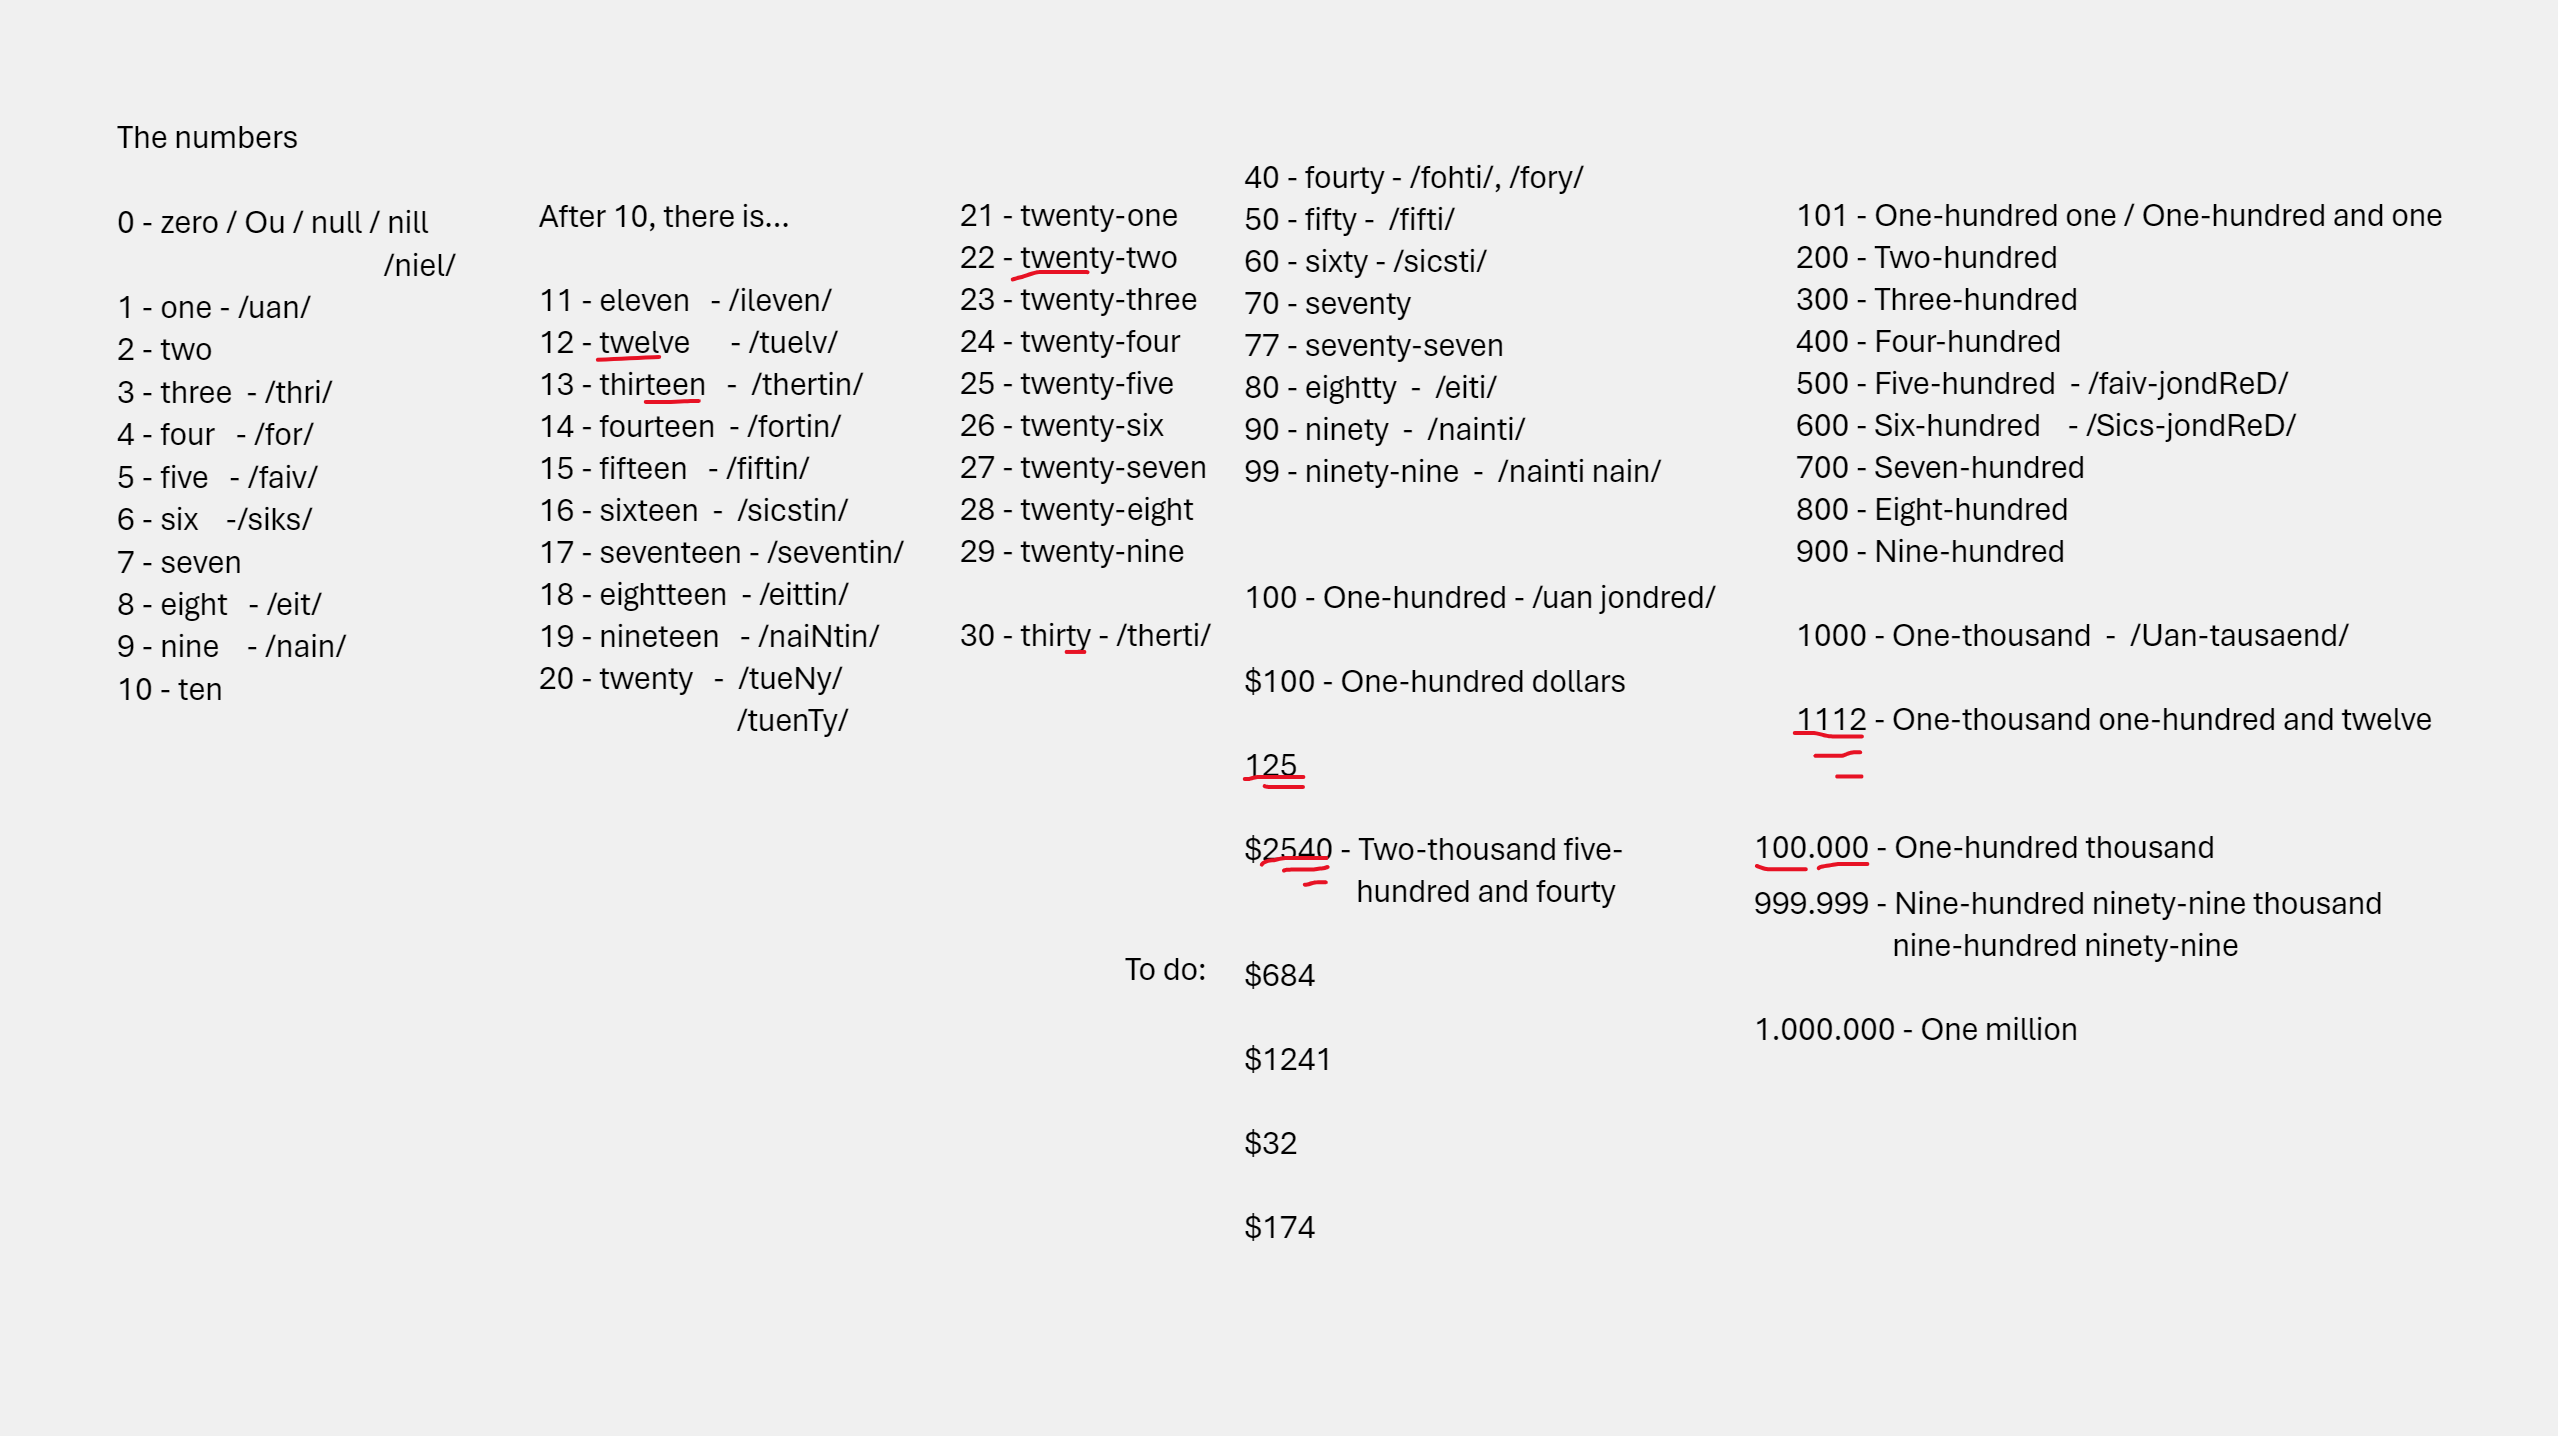 The numbers
0 - zero / Ou / null / nill
/niel/
1 - one - /uan/
2 - two
3 - three - /thri/
4 - four - /for/
5 - five - /faiv/
6 - six -/siks/
7 - seven
8 - eight - /eit/
9 - nine - /nain/
10 - ten
After 10, there is...
11 - eleven - /ileven/
12 - twelve - /tuelv/
13 - thirteen - /thertin/
14 - fourteen - /fortin/
15 - fifteen - /fiftin/
16 - sixteen - /sicstin/
17 - seventeen - /seventin/
18 - eightteen - /eittin/
19 - nineteen - /naiNtin/
20 - twenty - /tueNy/
/tuenTy/
21 - twenty-one
22 - twenty-two
23 - twenty-three
24 - twenty-four
25 - twenty-five
26 - twenty-six
27 - twenty-seven
28 - twenty-eight
29 - twenty-nine
30 - thirty - /therti/
40 - fourty - /fohti/, /fory/
50 - fifty - /fifti/
60 - sixty - /sicsti/
70 - seventy
77 - seventy-seven
80 - eightty - /eiti/
90 - ninety - /nainti/
99 - ninety-nine - /nainti nain/
100 - One-hundred - /uan jondred/
$100 - One-hundred dollars
125
$2540 - Two-thousand five-
hundred and fourty
To do: $684
$1241
$32
$174
101 - One-hundred one / One-hundred and one
200 - Two-hundred
300 - Three-hundred
400 - Four-hundred
500 - Five-hundred - /faiv-jondReD/
600 - Six-hundred - /Sics-jondReD/
700 - Seven-hundred
800 - Eight-hundred
900 - Nine-hundred
1000 - One-thousand - /Uan-tausaend/
1112 - One-thousand one-hundred and twelve
100.000 - One-hundred thousand
999.999 - Nine-hundred ninety-nine thousand
nine-hundred ninety-nine
1.000.000 - One million